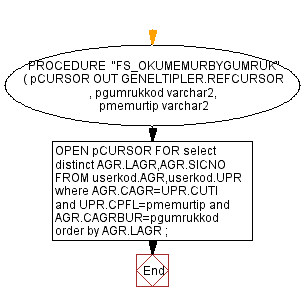 PROCEDURE "FS_OKUMEMURBYGUMRUK"
( pCURSOR OUT GENELTIPLER.REFCURSOR
, pgumrukkod varchar2,
pmemurtip varchar2
OPEN pCURSOR FOR select
distinct AGR.LAGR,AGR.SICNO
FROM userkod.AGR,userkod.UPR
where AGR.CAGR=UPR.CUTI
and UPR.CPFL=pmemurtip and
AGR.CAGRBUR=pgumrukkod
order by AGR.LAGR ;
End